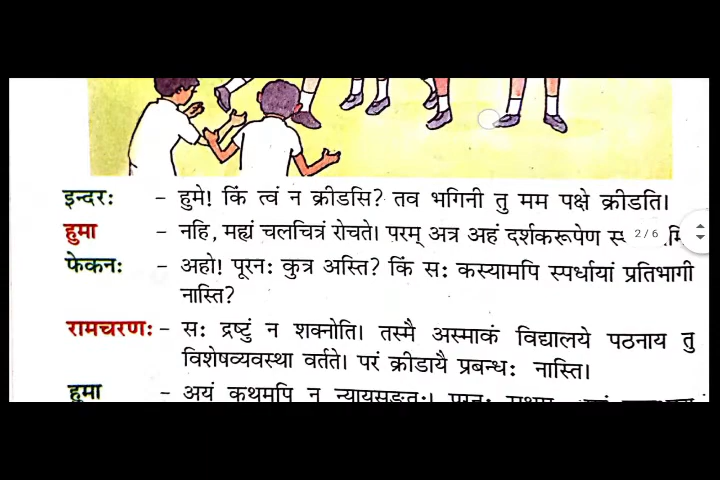 इन्दरः - हुमे! किं त्वं न क्रीडसि? तव भगिनी तु मम पक्षे क्रीडति।
हुमा - नहि, मह्यं चलचित्रं रोचते। परम् अत्र अहं दर्शकरूपेण 2/6
फेकनः - अहो! पूरनः कुत्र अस्ति? किं सः कस्यामपि स्पर्धायां प्रतिभागी
नास्ति?
रामचरणः - सः द्रष्टुं न शक्नोति। तस्मै अस्माकं विद्यालये पठनाय तु
विशेषव्यवस्था वर्तते। परं क्रीडायै प्रबन्धः नास्ति।
हुमा - अयं कथमपि न